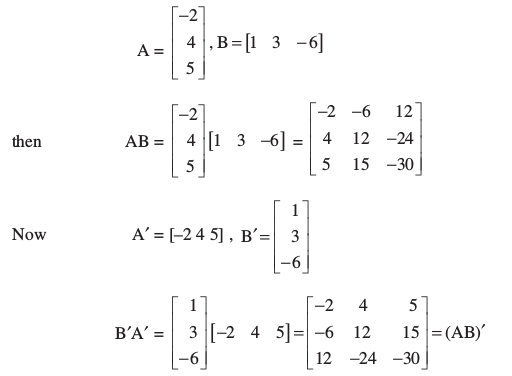 A = [−2 4 5], B = [1 3 −6]
then AB = [−2 4 5] [1 3 −6] = [−2 −6 12 4 12 −24 5 15 −30]
Now A′ = [−2 4 5] , B′ = [1 3 −6]
B′A′ = [1 3 −6] [−2 4 5] = [−2 4 5 −6 12 15 12 −24 −30] = (AB)′